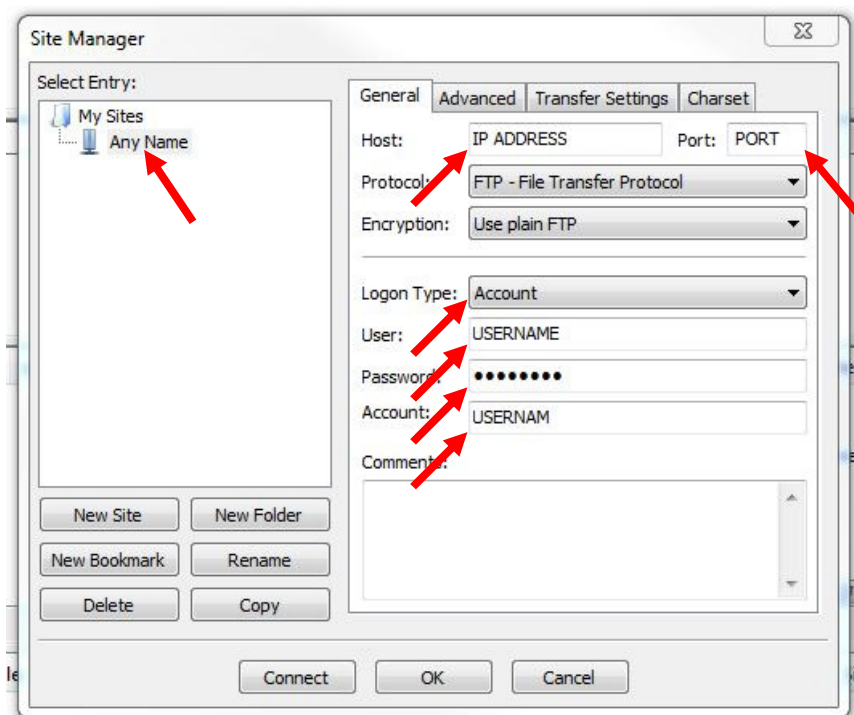 Site Manager
Select Entry:
My Sites
Any Name
New Site New Folder
New Bookmark Rename
Delete Copy
General Advanced Transfer Settings Charset
Host: IP ADDRESS Port: PORT
Protocol: FTP - File Transfer Protocol
Encryption: Use plain FTP
Logon Type: Account
User: USERNAME
Password: ●●●●●●●●
Account: USERNAM
Comments:
Connect OK Cancel